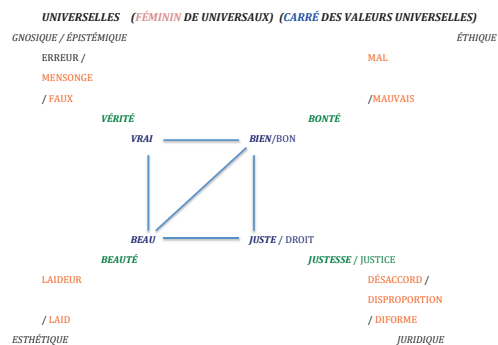 UNIVERSELLES (FÉMININ DE UNIVERSAUX) (CARRÉ DES VALEURS UNIVERSELLES)
GNOSIQUE / ÉPISTÉMIQUE ÉTHIQUE
ERREUR / MAL
MENSONGE
/ FAUX /MAUVAIS
VÉRITÉ BONTÉ
VRAI BIEN/BON
BEAU JUSTE / DROIT
BEAUTÉ JUSTESSE / JUSTICE
LAIDEUR DÉSACCORD /
DISPROPORTION
/ LAID / DIFORME
ESTHÉTIQUE JURIDIQUE